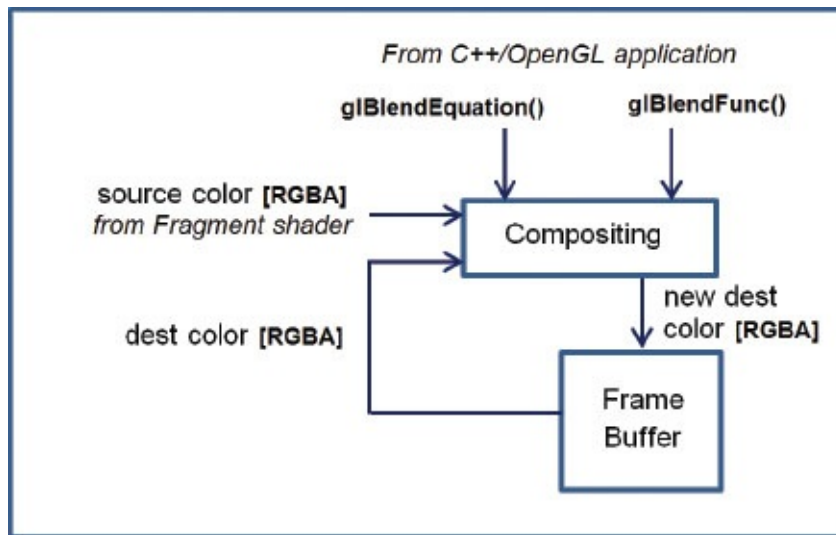 From C++/OpenGL application
glBlendEquation() glBlendFunc()
source color [RGBA]
from Fragment shader
Compositing
new dest
color [RGBA]
dest color [RGBA]
Frame
Buffer